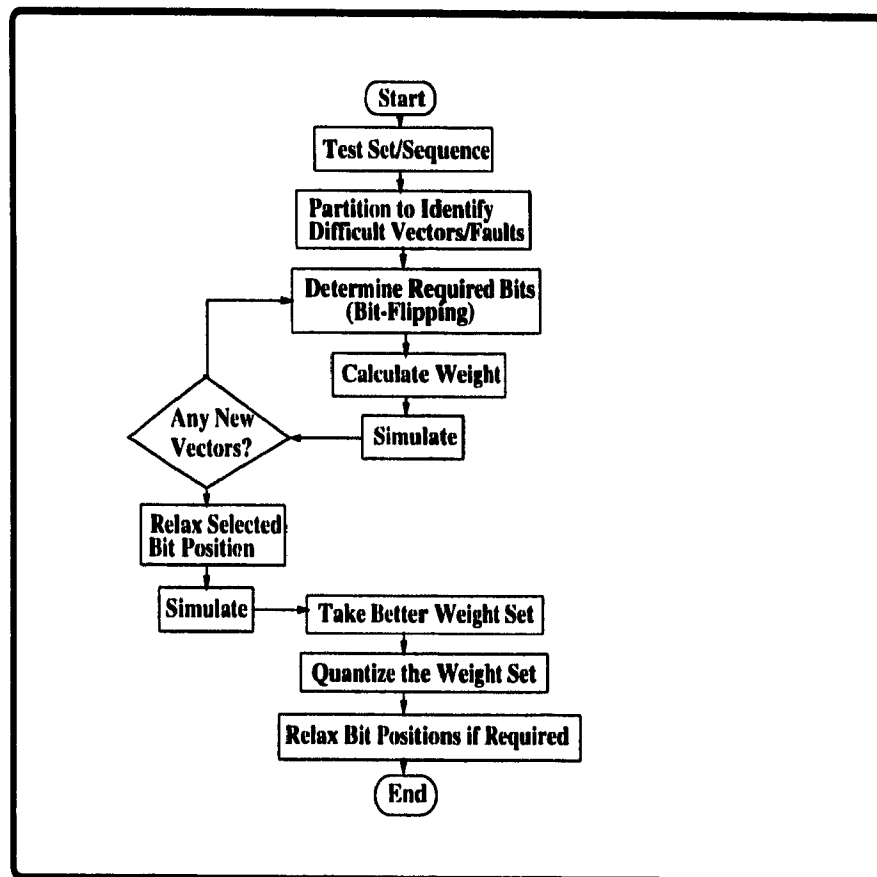 Start
Test Set/Sequence
Partition to Identify
Difficult Vectors/Faults
Determine Required Bits
(Bit-Flipping)
Calculate Weight
Any New
Vectors?
Simulate
Relax Selected
Bit Position
Simulate
Take Better Weight Set
Quantize the Weight Set
Relax Bit Positions if Required
End